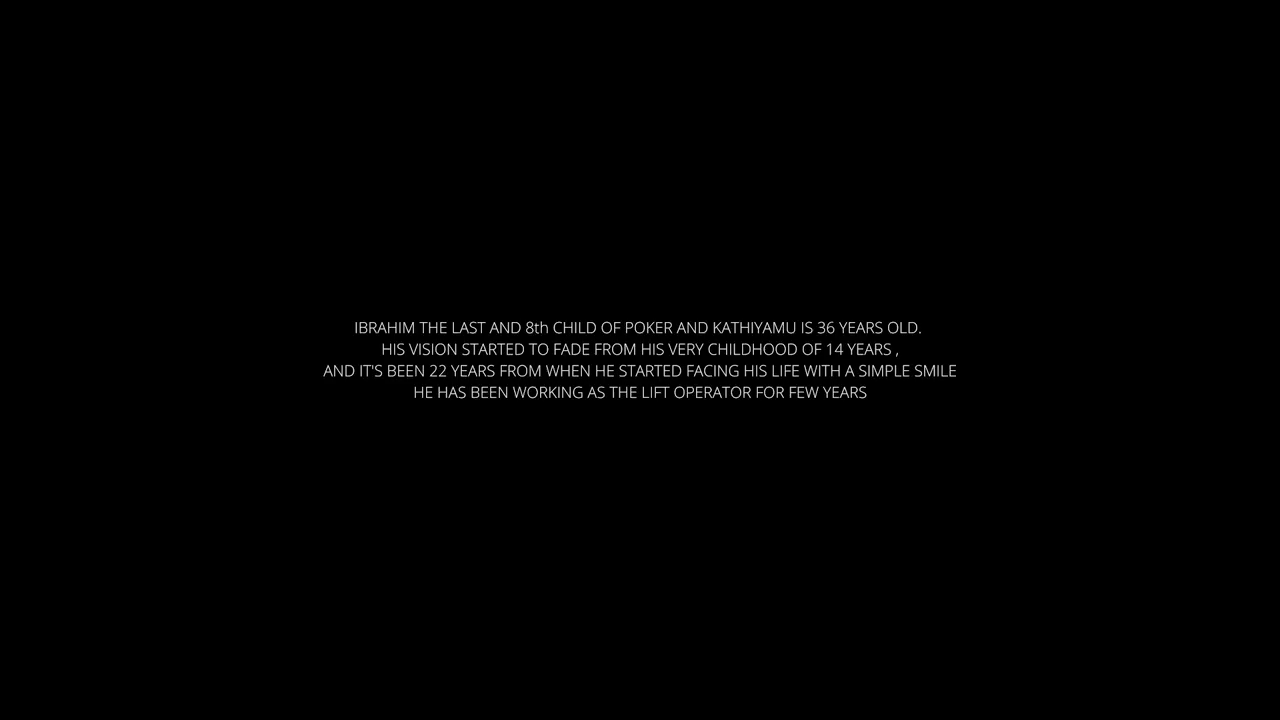 IBRAHIM THE LAST AND 8th CHILD OF POKER AND KATHIYAMU IS 36 YEARS OLD.
HIS VISION STARTED TO FADE FROM HIS VERY CHILDHOOD OF 14 YEARS ,
AND IT'S BEEN 22 YEARS FROM WHEN HE STARTED FACING HIS LIFE WITH A SIMPLE SMILE
HE HAS BEEN WORKING AS THE LIFT OPERATOR FOR FEW YEARS